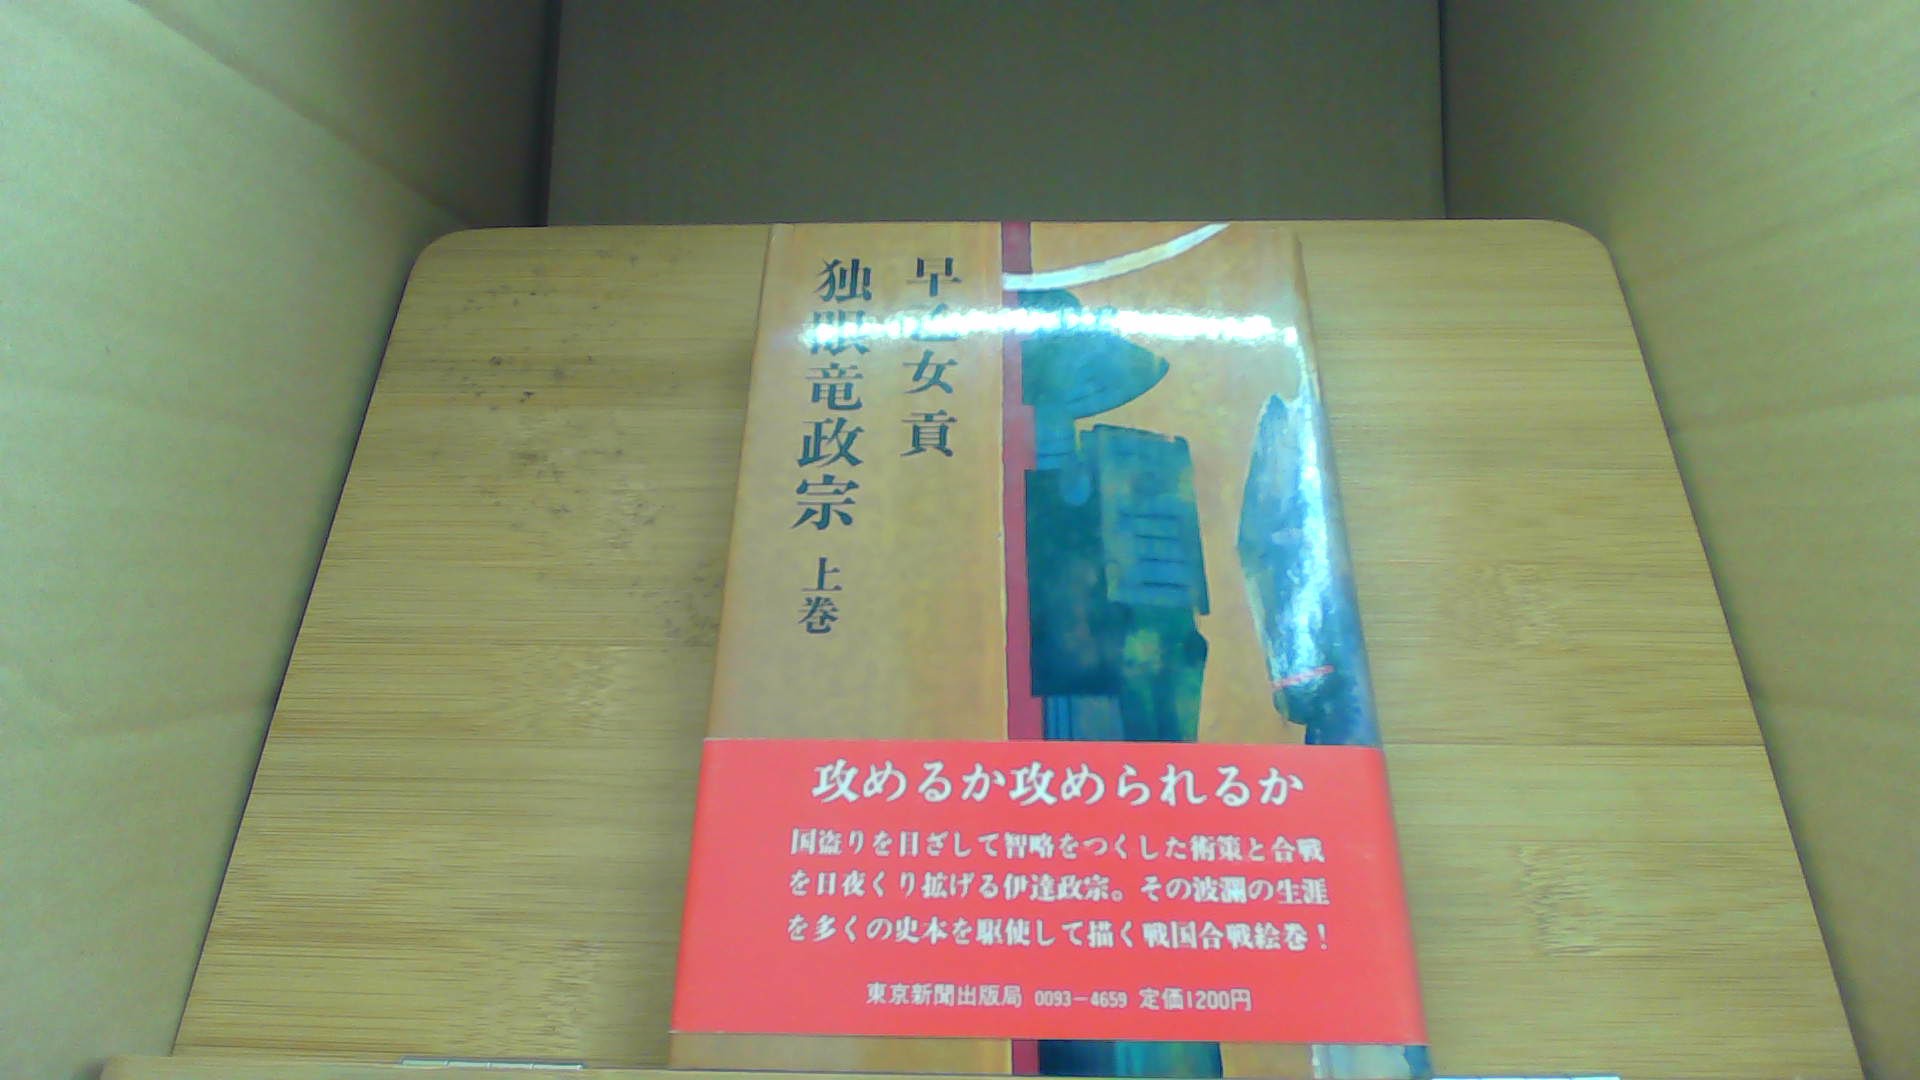 早乙女貢
独眼竜政宗 上巻
攻めるか攻められるか
国盗りを目ざして智略をつくした術策と合戦
を日夜くり拡げる伊達政宗。その波瀾の生涯
を多くの史本を駆使して描く戦国合戦絵巻！
東京新聞出版局 0093-4659 定価1200円